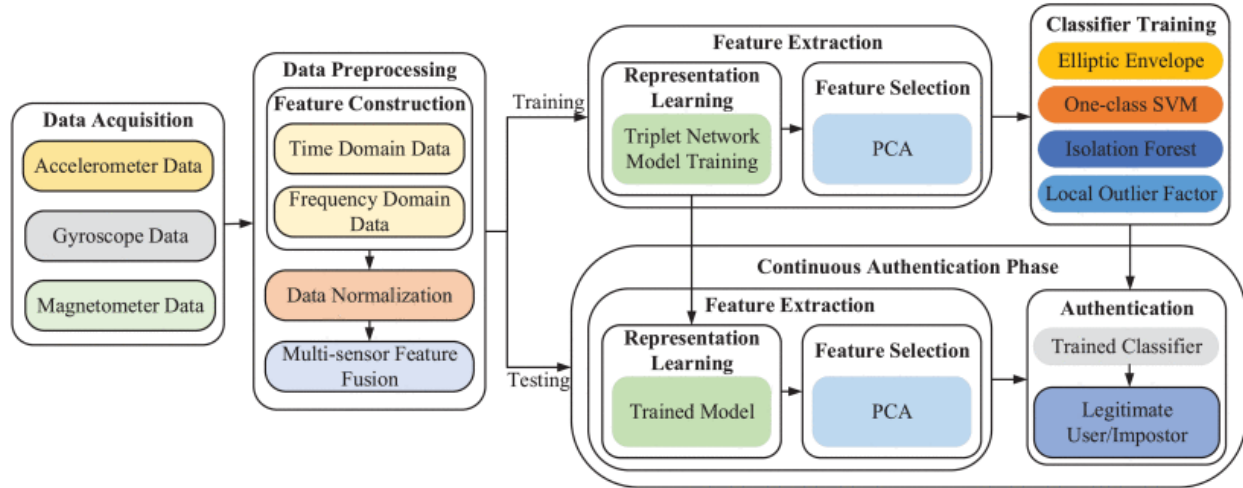 Data Acquisition
Accelerometer Data
Gyroscope Data
Magnetometer Data
Data Preprocessing
Feature Construction
Time Domain Data
Frequency Domain
Data
Data Normalization
Multi-sensor Feature
Fusion
Training
Testing
Feature Extraction
Representation
Learning
Triplet Network
Model Training
Feature Selection
PCA
Classifier Training
Elliptic Envelope
One-class SVM
Isolation Forest
Local Outlier Factor
Continuous Authentication Phase
Feature Extraction
Representation
Learning
Trained Model
Feature Selection
PCA
Authentication
Trained Classifier
Legitimate
User/Impostor